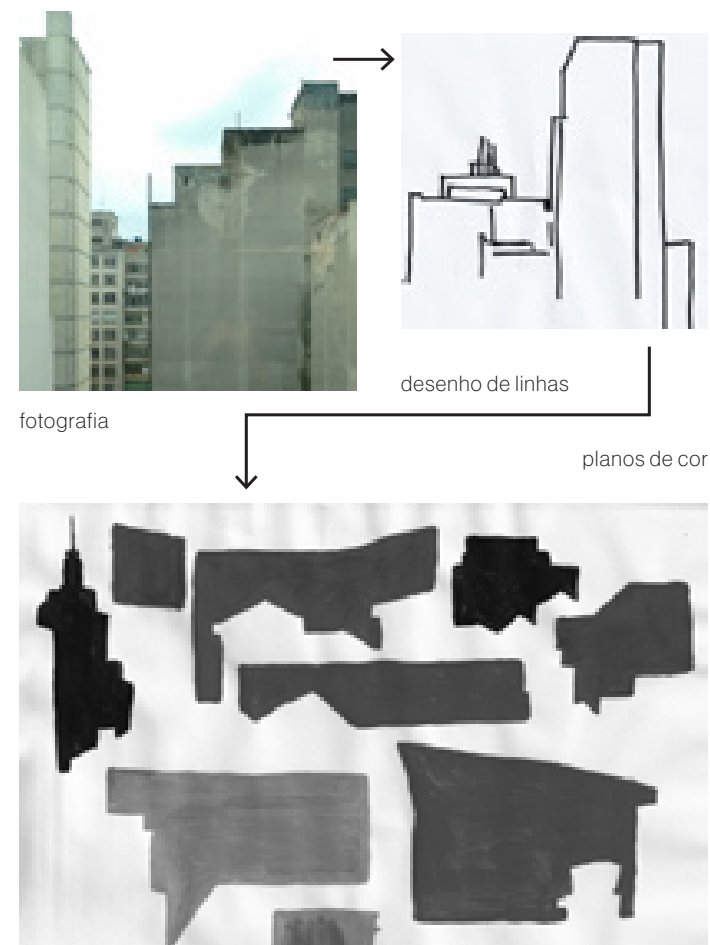 desenho de linhas
fotografia
planos de cor